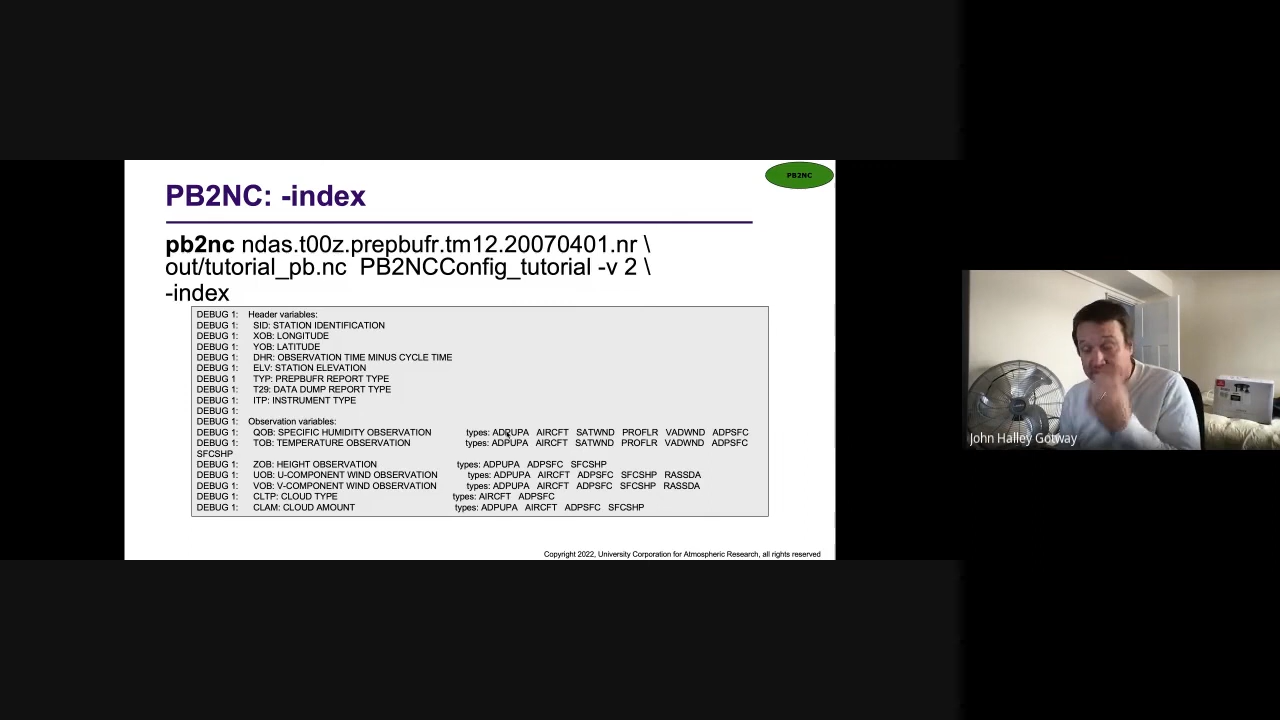 PB2NC
PB2NC: -index
pb2nc ndas.t00z.prepbufr.tm12.20070401.nr \
out/tutorial_pb.nc PB2NCConfig_tutorial -v 2 \
-index
DEBUG 1: Header variables:
DEBUG 1: SID: STATION IDENTIFICATION
DEBUG 1: XOB: LONGITUDE
DEBUG 1: YOB: LATITUDE
DEBUG 1: DHR: OBSERVATION TIME MINUS CYCLE TIME
DEBUG 1: ELV: STATION ELEVATION
DEBUG 1 TYP: PREPBUFR REPORT TYPE
DEBUG 1: T29: DATA DUMP REPORT TYPE
DEBUG 1: ITP: INSTRUMENT TYPE
DEBUG 1:
DEBUG 1: Observation variables:
DEBUG 1: QOB: SPECIFIC HUMIDITY OBSERVATION types: ADPUPA AIRCFT SATWND PROFLR VADWND ADPSFC
DEBUG 1: TOB: TEMPERATURE OBSERVATION types: ADPUPA AIRCFT SATWND PROFLR VADWND ADPSFC
SFCSHP
DEBUG 1: ZOB: HEIGHT OBSERVATION types: ADPUPA ADPSFC SFCSHP
DEBUG 1: UOB: U-COMPONENT WIND OBSERVATION types: ADPUPA AIRCFT ADPSFC SFCSHP RASSDA
DEBUG 1: VOB: V-COMPONENT WIND OBSERVATION types: ADPUPA AIRCFT ADPSFC SFCSHP RASSDA
DEBUG 1: CLTP: CLOUD TYPE types: AIRCFT ADPSFC
DEBUG 1: CLAM: CLOUD AMOUNT types: ADPUPA AIRCFT ADPSFC SFCSHP
Copyright 2022, University Corporation for Atmospheric Research, all rights reserved
John Halley Gotway